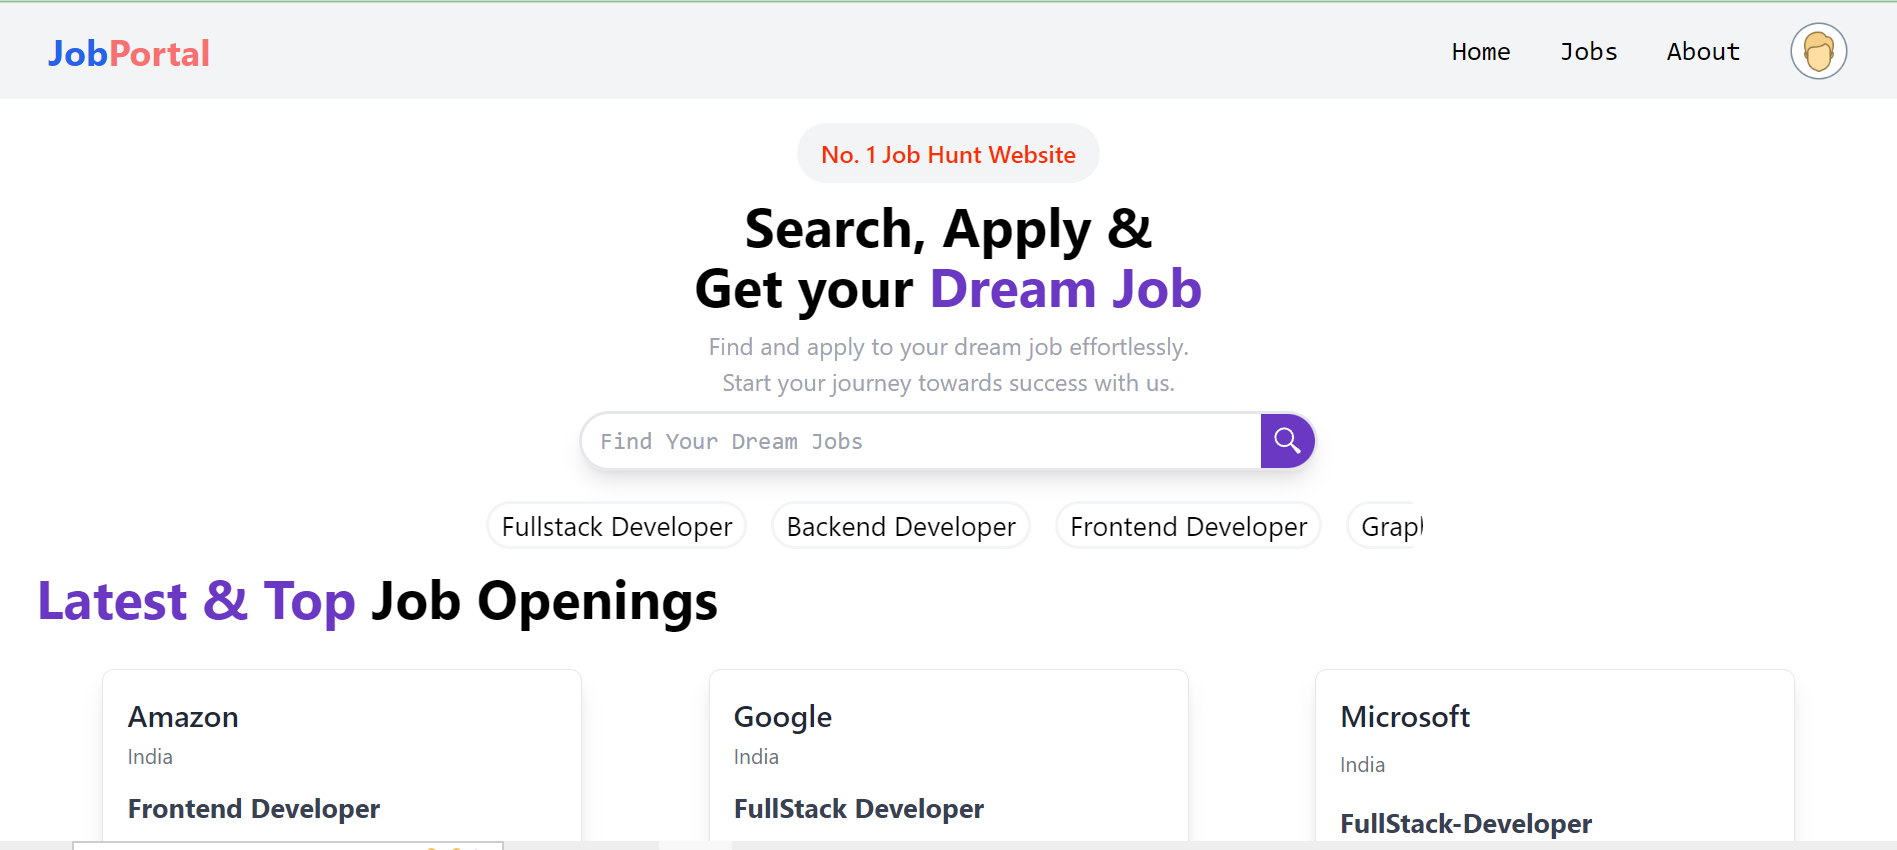 JobPortal
Home Jobs About
No. 1 Job Hunt Website
Search, Apply &
Get your Dream Job
Find and apply to your dream job effortlessly.
Start your journey towards success with us.
Find Your Dream Jobs
Fullstack Developer Backend Developer Frontend Developer
Latest & Top Job Openings
Amazon
India
Frontend Developer
Google
India
FullStack Developer
Microsoft
India
FullStack-Developer